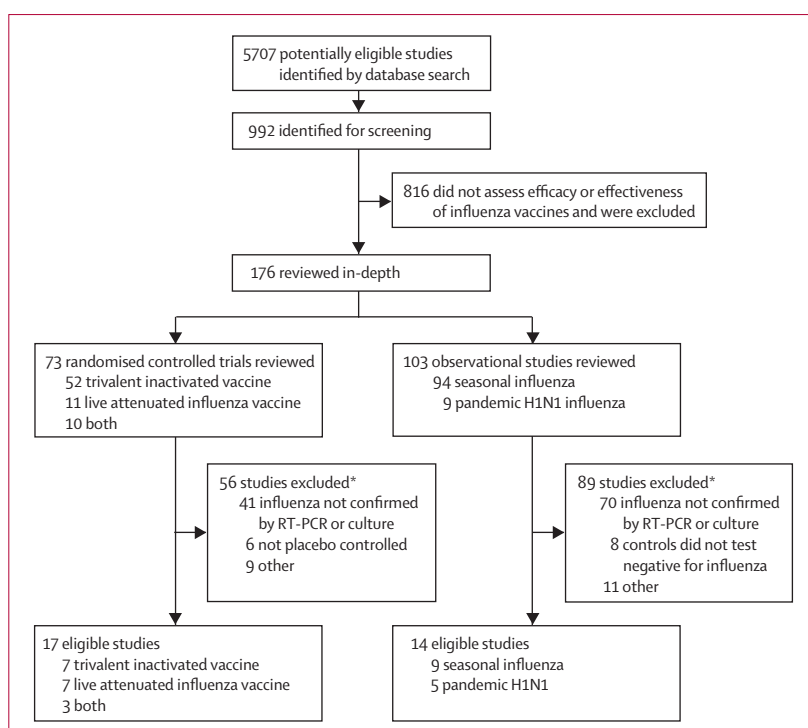 5707 potentially eligible studies
identified by database search
992 identified for screening
816 did not assess efficacy or effectiveness
of influenza vaccines and were excluded
176 reviewed in-depth
73 randomised controlled trials reviewed
52 trivalent inactivated vaccine
11 live attenuated influenza vaccine
10 both
103 observational studies reviewed
94 seasonal influenza
9 pandemic H1N1 influenza
56 studies excluded*
41 influenza not confirmed
by RT-PCR or culture
6 not placebo controlled
9 other
89 studies excluded*
70 influenza not confirmed
by RT-PCR or culture
8 controls did not test
negative for influenza
11 other
17 eligible studies
7 trivalent inactivated vaccine
7 live attenuated influenza vaccine
3 both
14 eligible studies
9 seasonal influenza
5 pandemic H1N1